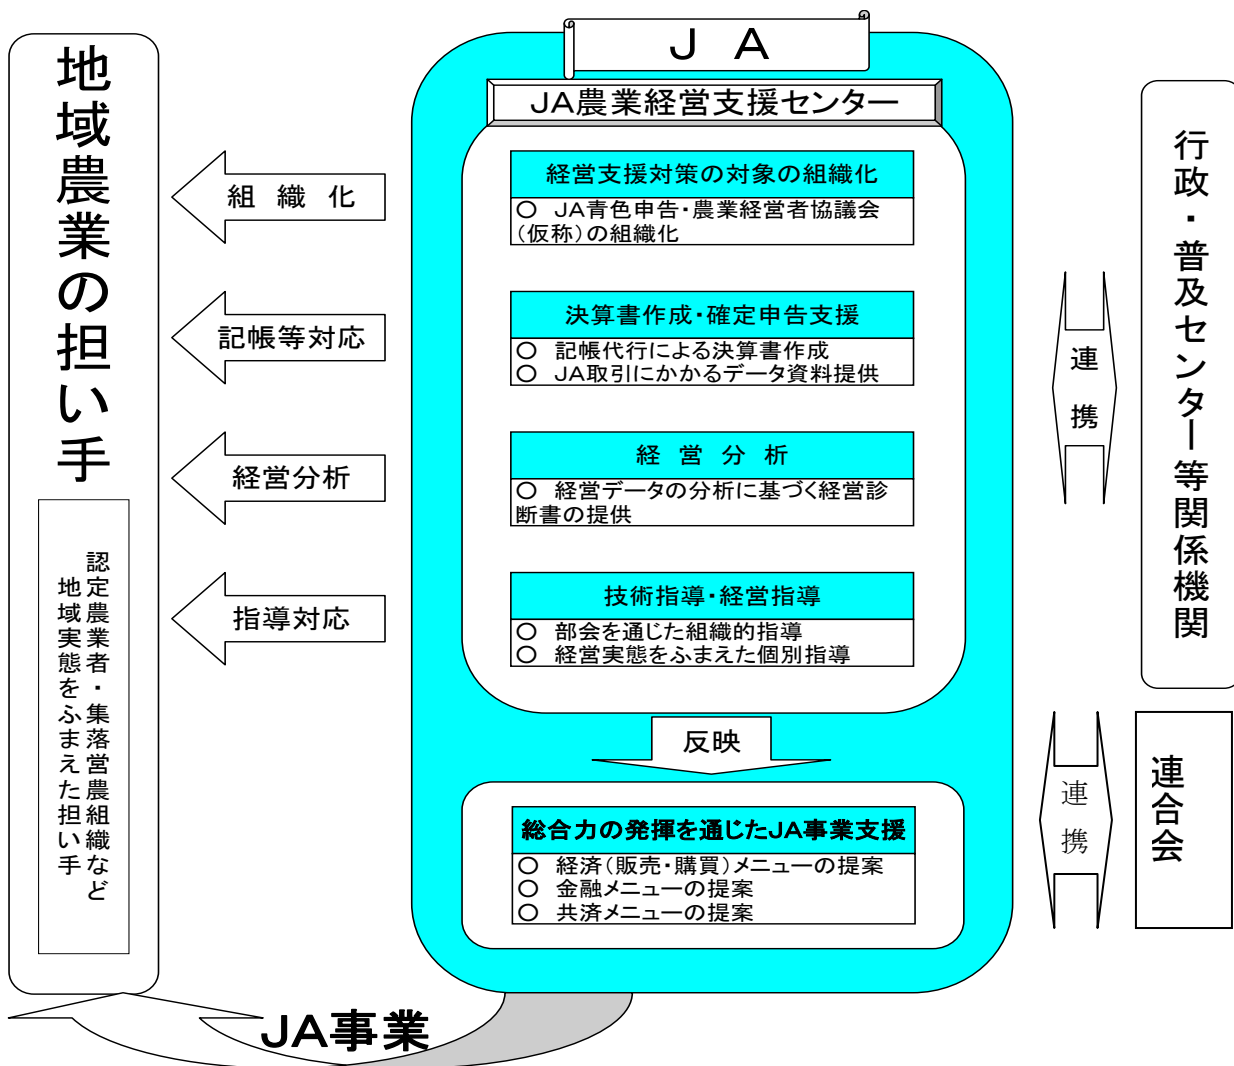 地域農業の担い手
認定農業者・集落営農組織など
地域実態をふまえた担い手
組織化
記帳等対応
経営分析
指導対応
JA
JA農業経営支援センター
経営支援対策の対象の組織化
○ JA青色申告・農業経営者協議会
(仮称)の組織化
決算書作成・確定申告支援
○ 記帳代行による決算書作成
○ JA取引にかかるデータ資料提供
経営分析
○ 経営データの分析に基づく経営診
断書の提供
技術指導・経営指導
○ 部会を通じた組織的指導
○ 経営実態をふまえた個別指導
反映
総合力の発揮を通じたJA事業支援
○ 経済(販売・購買)メニューの提案
○ 金融メニューの提案
○ 共済メニューの提案
JA事業
連携
行政・普及センター等関係機関
連携
連合会